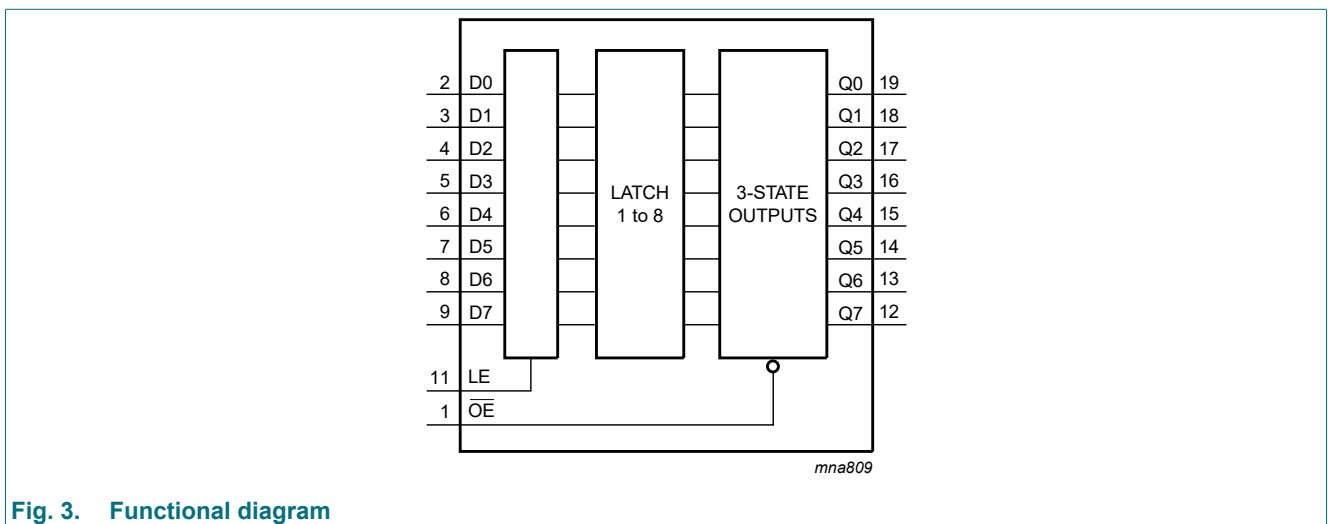 2 D0 Q0 19
3 D1 Q1 18
4 D2 Q2 17
5 D3 Q3 16
6 D4 Q4 15
7 D5 Q5 14
8 D6 Q6 13
9 D7 Q7 12
LATCH
1 to 8
3-STATE
OUTPUTS
11 LE
1 O̅E̅
mna809
Fig. 3. Functional diagram